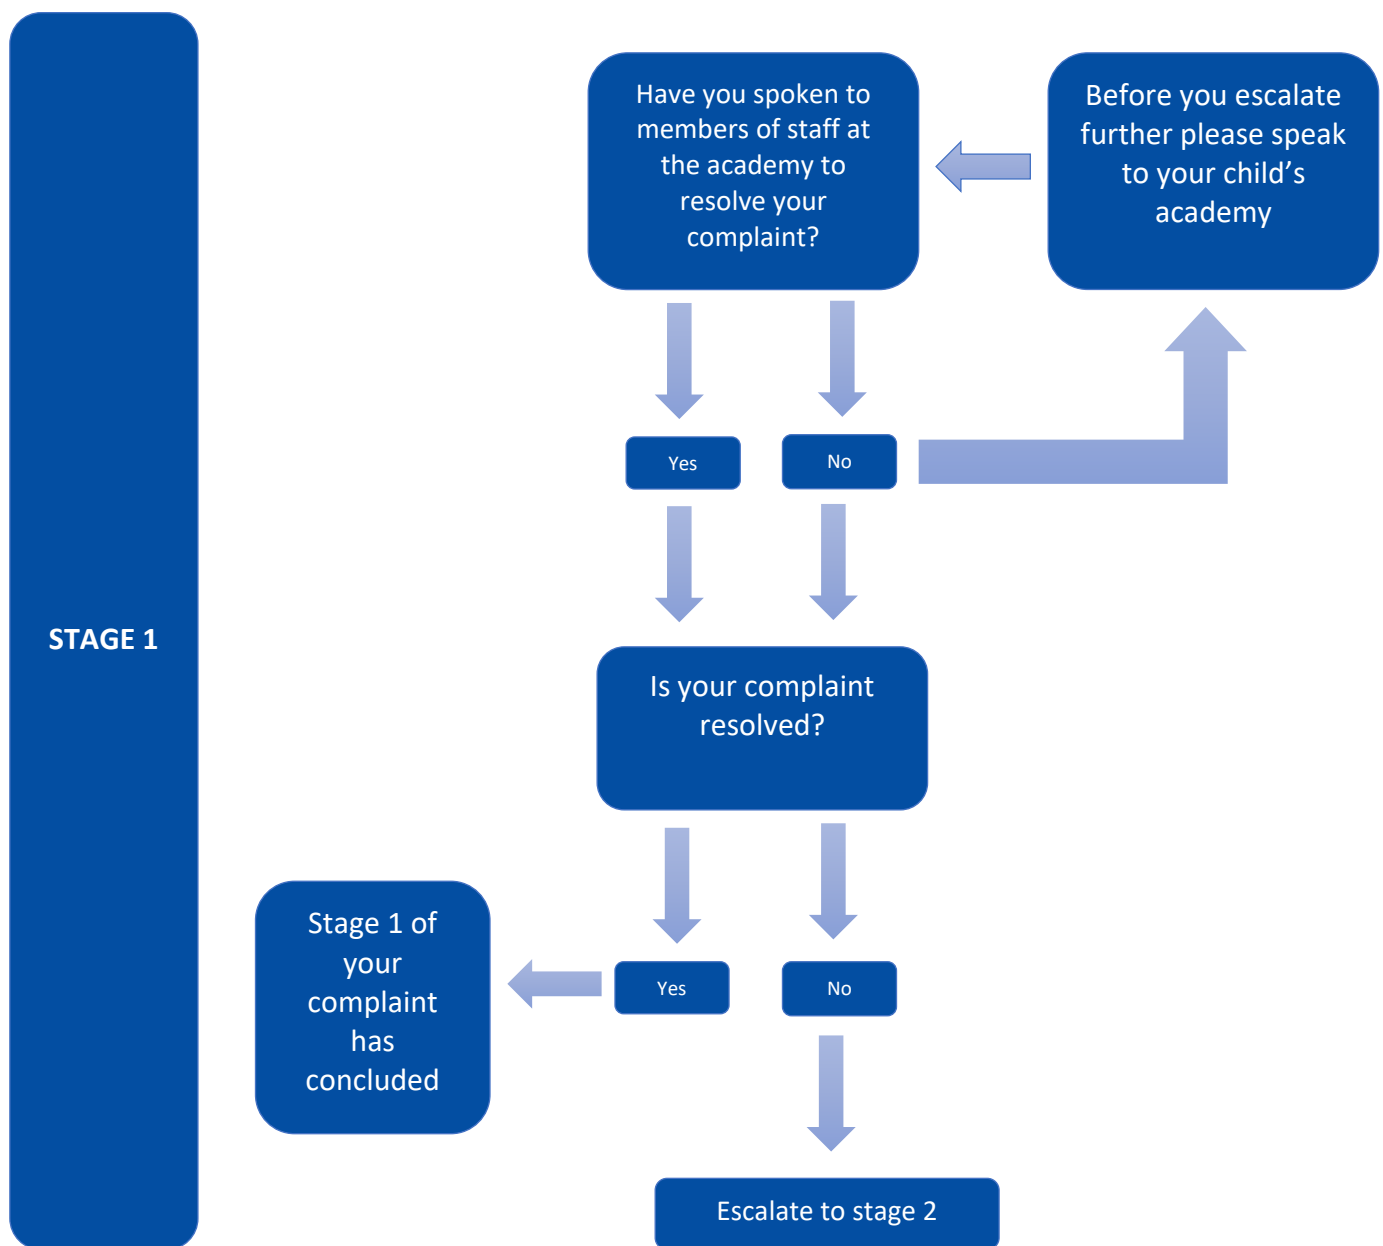 STAGE 1
Have you spoken to
members of staff at
the academy to
resolve your
complaint?
Before you escalate
further please speak
to your child’s
academy
Yes
No
Is your complaint
resolved?
Stage 1 of
your
complaint
has
concluded
Yes
No
Escalate to stage 2